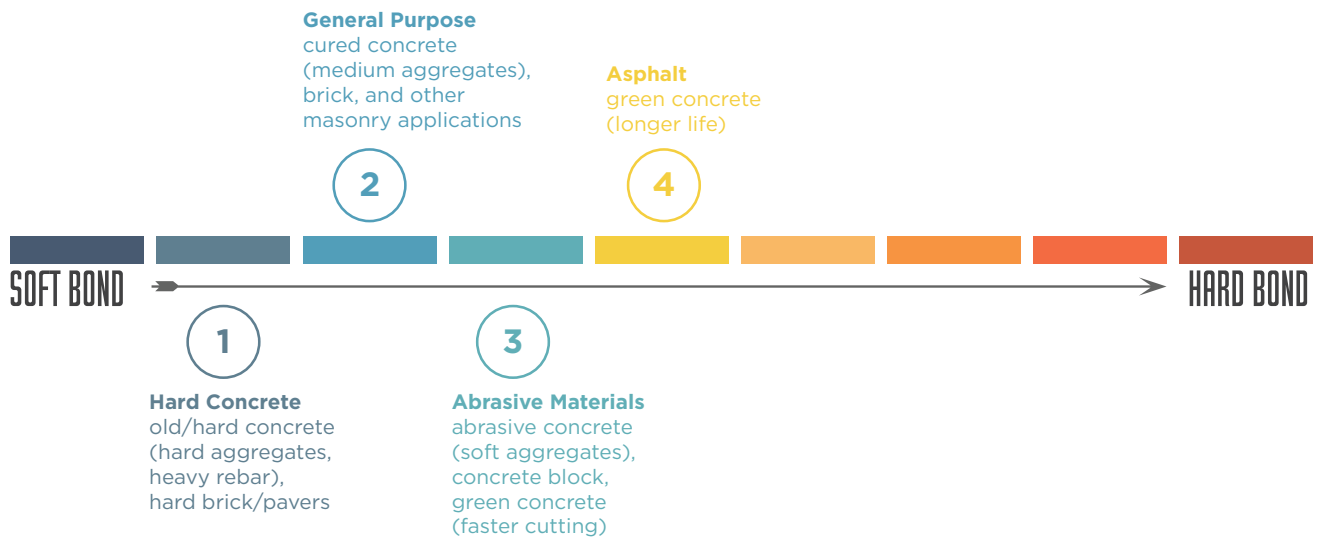 General Purpose
cured concrete
(medium aggregates),
brick, and other
masonry applications
Asphalt
green concrete
(longer life)
2
4
SOFT BOND
HARD BOND
1
3
Hard Concrete
old/hard concrete
(hard aggregates,
heavy rebar),
hard brick/pavers
Abrasive Materials
abrasive concrete
(soft aggregates),
concrete block,
green concrete
(faster cutting)